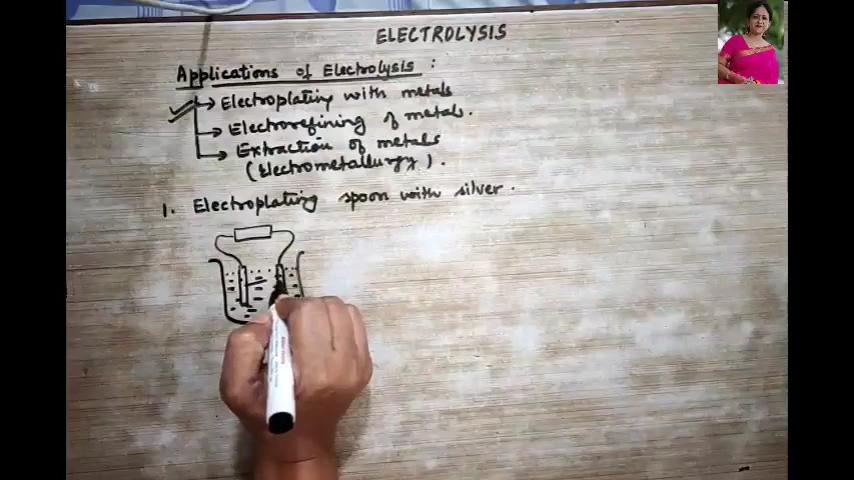 ELECTROLYSIS
Applications of Electrolysis :
Electroplating with metals
Electrorefining of metals.
Extraction of metals
(Electrometallurgy).
1. Electroplating spoon with silver.